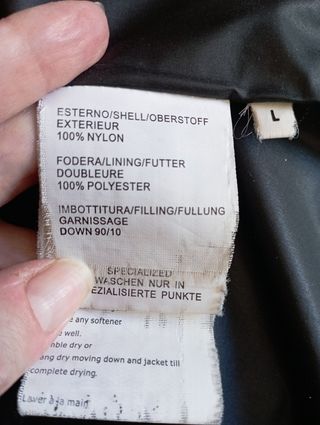 ESTERNO/SHELL/OBERSTOFF
EXTERIEUR
100% NYLON
FODERA/LINING/FUTTER
DOUBLEURE
100% POLYESTER
IMBOTTITURA/FILLING/FULLUNG
GARNISSAGE
DOWN 90/10
L
SPECIALIZED
WASCHEN NUR IN
EZIALISIERTE PUNKTE
e any softener
e well.
mble dry or
ang dry moving down and jacket till
complete drying.
Laver à la main